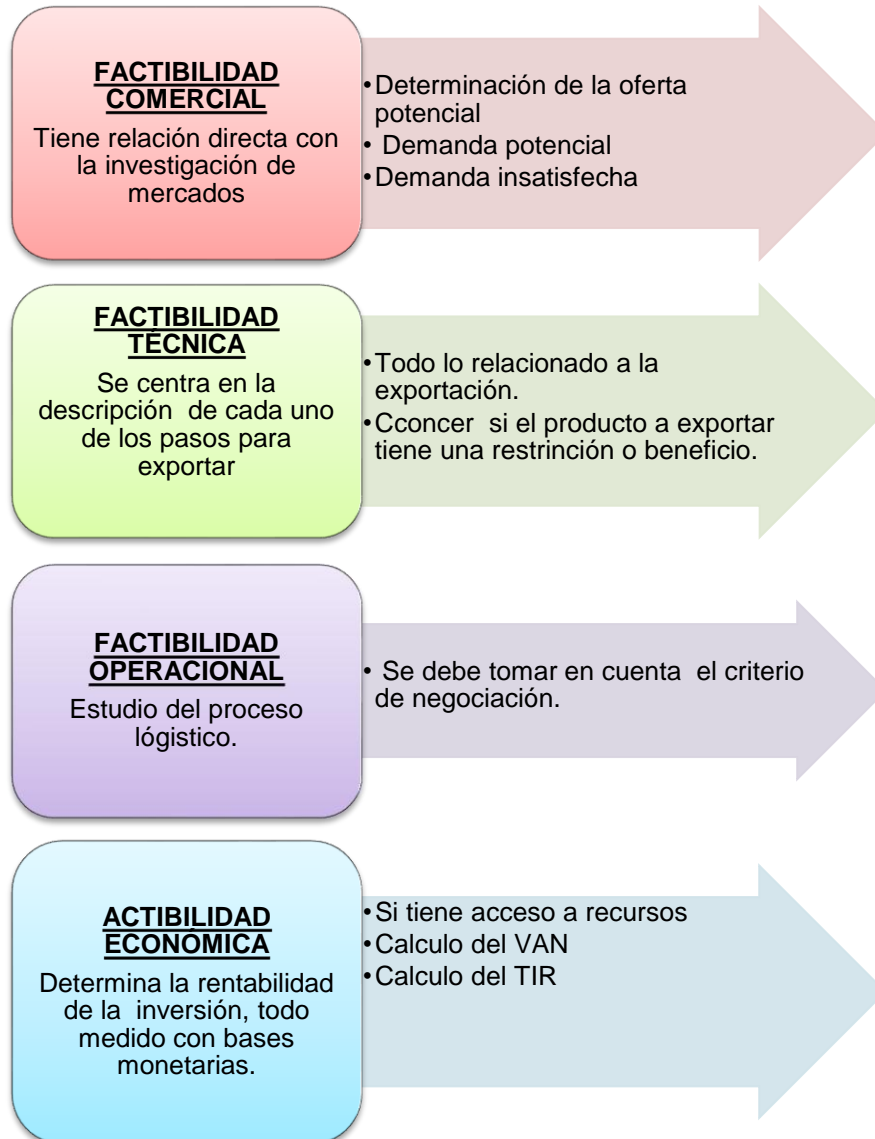 FACTIBILIDAD
COMERCIAL
Tiene relación directa con
la investigación de
mercados
•Determinación de la oferta
potencial
• Demanda potencial
•Demanda insatisfecha
FACTIBILIDAD
TÉCNICA
Se centra en la
descripción de cada uno
de los pasos para
exportar
•Todo lo relacionado a la
exportación.
•Cconcer si el producto a exportar
tiene una restrinción o beneficio.
FACTIBILIDAD
OPERACIONAL
Estudio del proceso
lógistico.
• Se debe tomar en cuenta el criterio
de negociación.
ACTIBILIDAD
ECONÓMICA
Determina la rentabilidad
de la inversión, todo
medido con bases
monetarias.
•Si tiene acceso a recursos
•Calculo del VAN
•Calculo del TIR